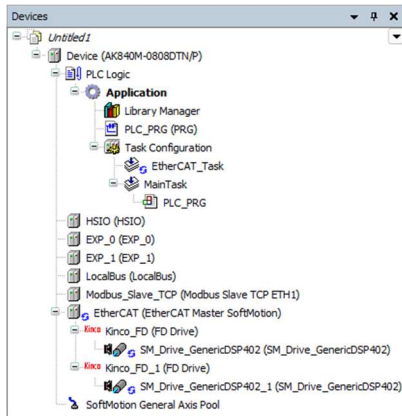 Devices
Untitled1
Device (AK840M-0808DTN/P)
PLC Logic
Application
Library Manager
PLC_PRG (PRG)
Task Configuration
EtherCAT_Task
MainTask
PLC_PRG
HSIO (HSIO)
EXP_0 (EXP_0)
EXP_1 (EXP_1)
LocalBus (LocalBus)
Modbus_Slave_TCP (Modbus Slave TCP ETH1)
EtherCAT (EtherCAT Master SoftMotion)
Kinco Kinco_FD (FD Drive)
SM_Drive_GenericDSP402 (SM_Drive_GenericDSP402)
Kinco Kinco_FD_1 (FD Drive)
SM_Drive_GenericDSP402_1 (SM_Drive_GenericDSP402)
SoftMotion General Axis Pool